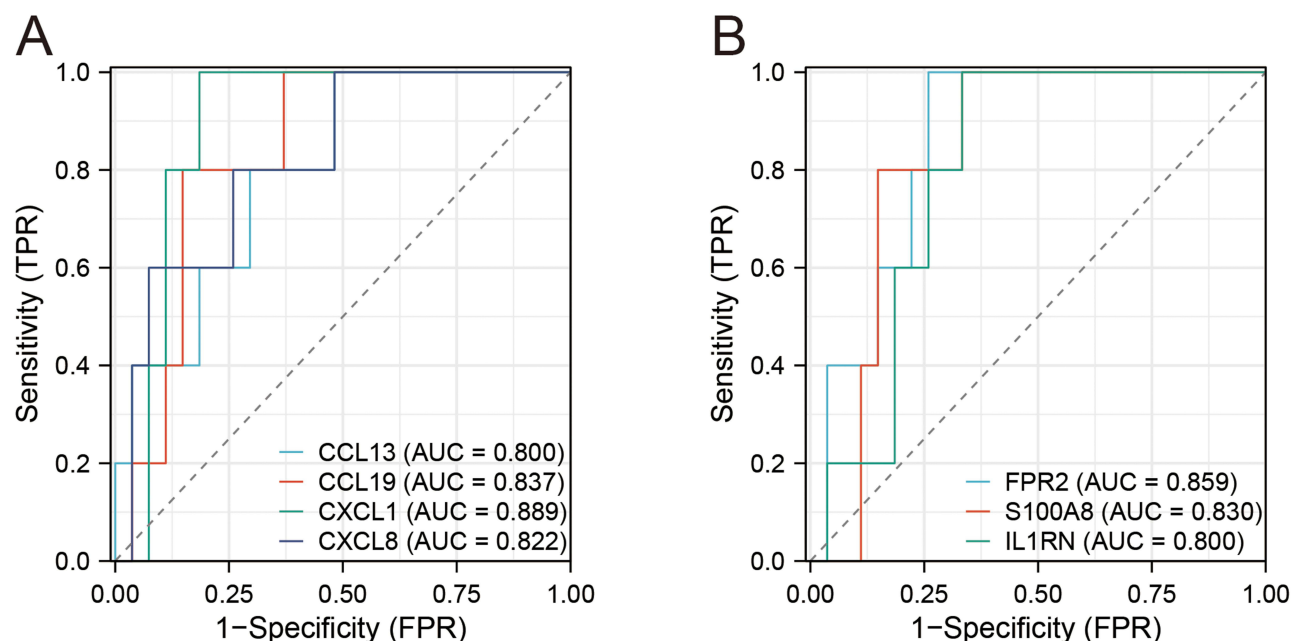 A
1.0
0.8
0.6
0.4
0.2
0.0
Sensitivity (TPR)
CCL13 (AUC = 0.800)
CCL19 (AUC = 0.837)
CXCL1 (AUC = 0.889)
CXCL8 (AUC = 0.822)
0.00 0.25 0.50 0.75 1.00
1−Specificity (FPR)
B
1.0
0.8
0.6
0.4
0.2
0.0
Sensitivity (TPR)
FPR2 (AUC = 0.859)
S100A8 (AUC = 0.830)
IL1RN (AUC = 0.800)
0.00 0.25 0.50 0.75 1.00
1−Specificity (FPR)